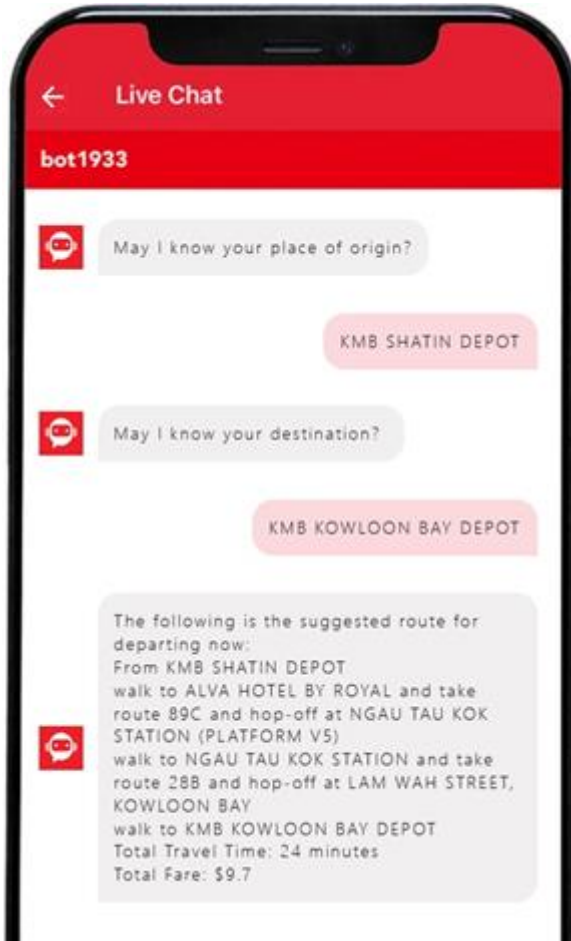 Live Chat
bot1933
May I know your place of origin?
KMB SHATIN DEPOT
May I know your destination?
KMB KOWLOON BAY DEPOT
The following is the suggested route for
departing now:
From KMB SHATIN DEPOT
walk to ALVA HOTEL BY ROYAL and take
route 89C and hop-off at NGAU TAU KOK
STATION (PLATFORM V5)
walk to NGAU TAU KOK STATION and take
route 28B and hop-off at LAM WAH STREET,
KOWLOON BAY
walk to KMB KOWLOON BAY DEPOT
Total Travel Time: 24 minutes
Total Fare: $9.7